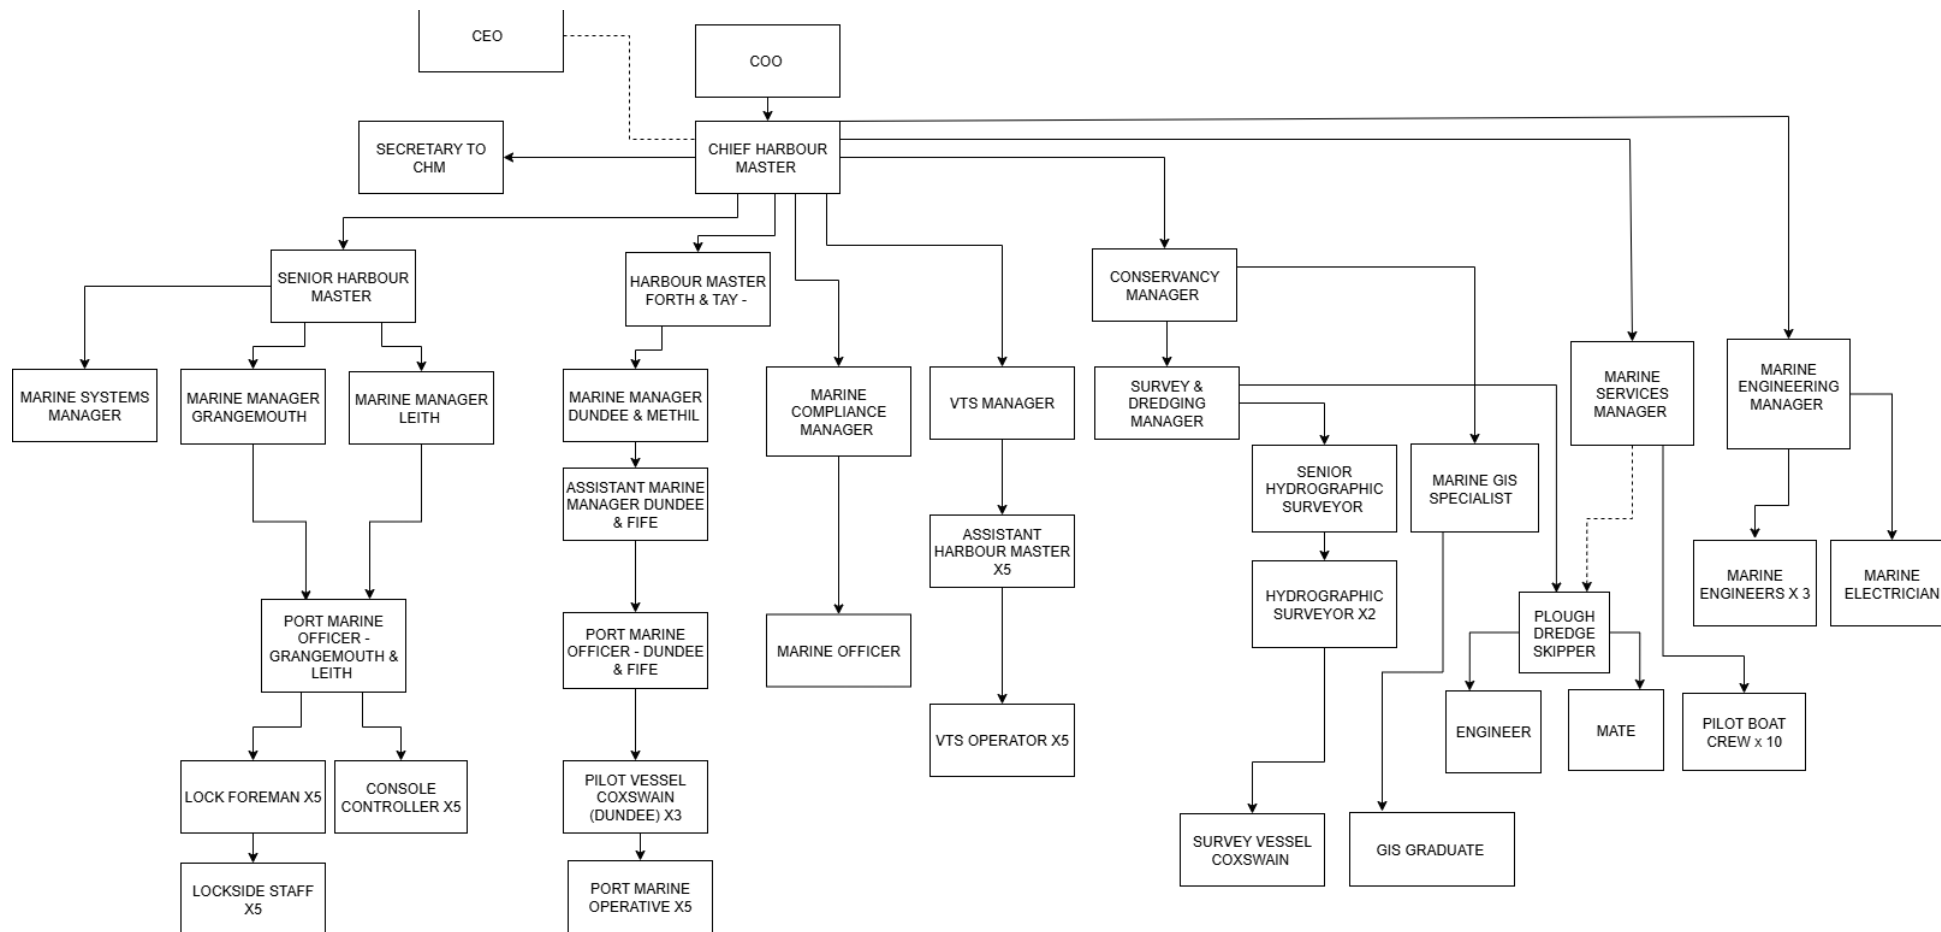 CEO
COO
SECRETARY TO
CHM
CHIEF HARBOUR
MASTER
SENIOR HARBOUR
MASTER
HARBOUR MASTER
FORTH & TAY -
CONSERVANCY
MANAGER
MARINE SYSTEMS
MANAGER
MARINE MANAGER
GRANGEMOUTH
MARINE MANAGER
LEITH
MARINE MANAGER
DUNDEE & METHIL
MARINE
COMPLIANCE
MANAGER
VTS MANAGER
SURVEY &
DREDGING
MANAGER
MARINE
SERVICES
MANAGER
MARINE
ENGINEERING
MANAGER
ASSISTANT MARINE
MANAGER DUNDEE
& FIFE
SENIOR
HYDROGRAPHIC
SURVEYOR
MARINE GIS
SPECIALIST
ASSISTANT
HARBOUR MASTER
X5
HYDROGRAPHIC
SURVEYOR X2
PLOUGH
DREDGE
SKIPPER
MARINE
ENGINEERS X 3
MARINE
ELECTRICIAN
PORT MARINE
OFFICER -
GRANGEMOUTH &
LEITH
PORT MARINE
OFFICER - DUNDEE
& FIFE
MARINE OFFICER
VTS OPERATOR X5
ENGINEER
MATE
PILOT BOAT
CREW x 10
LOCK FOREMAN X5
CONSOLE
CONTROLLER X5
PILOT VESSEL
COXSWAIN
(DUNDEE) X3
SURVEY VESSEL
COXSWAIN
GIS GRADUATE
LOCKSIDE STAFF
X5
PORT MARINE
OPERATIVE X5